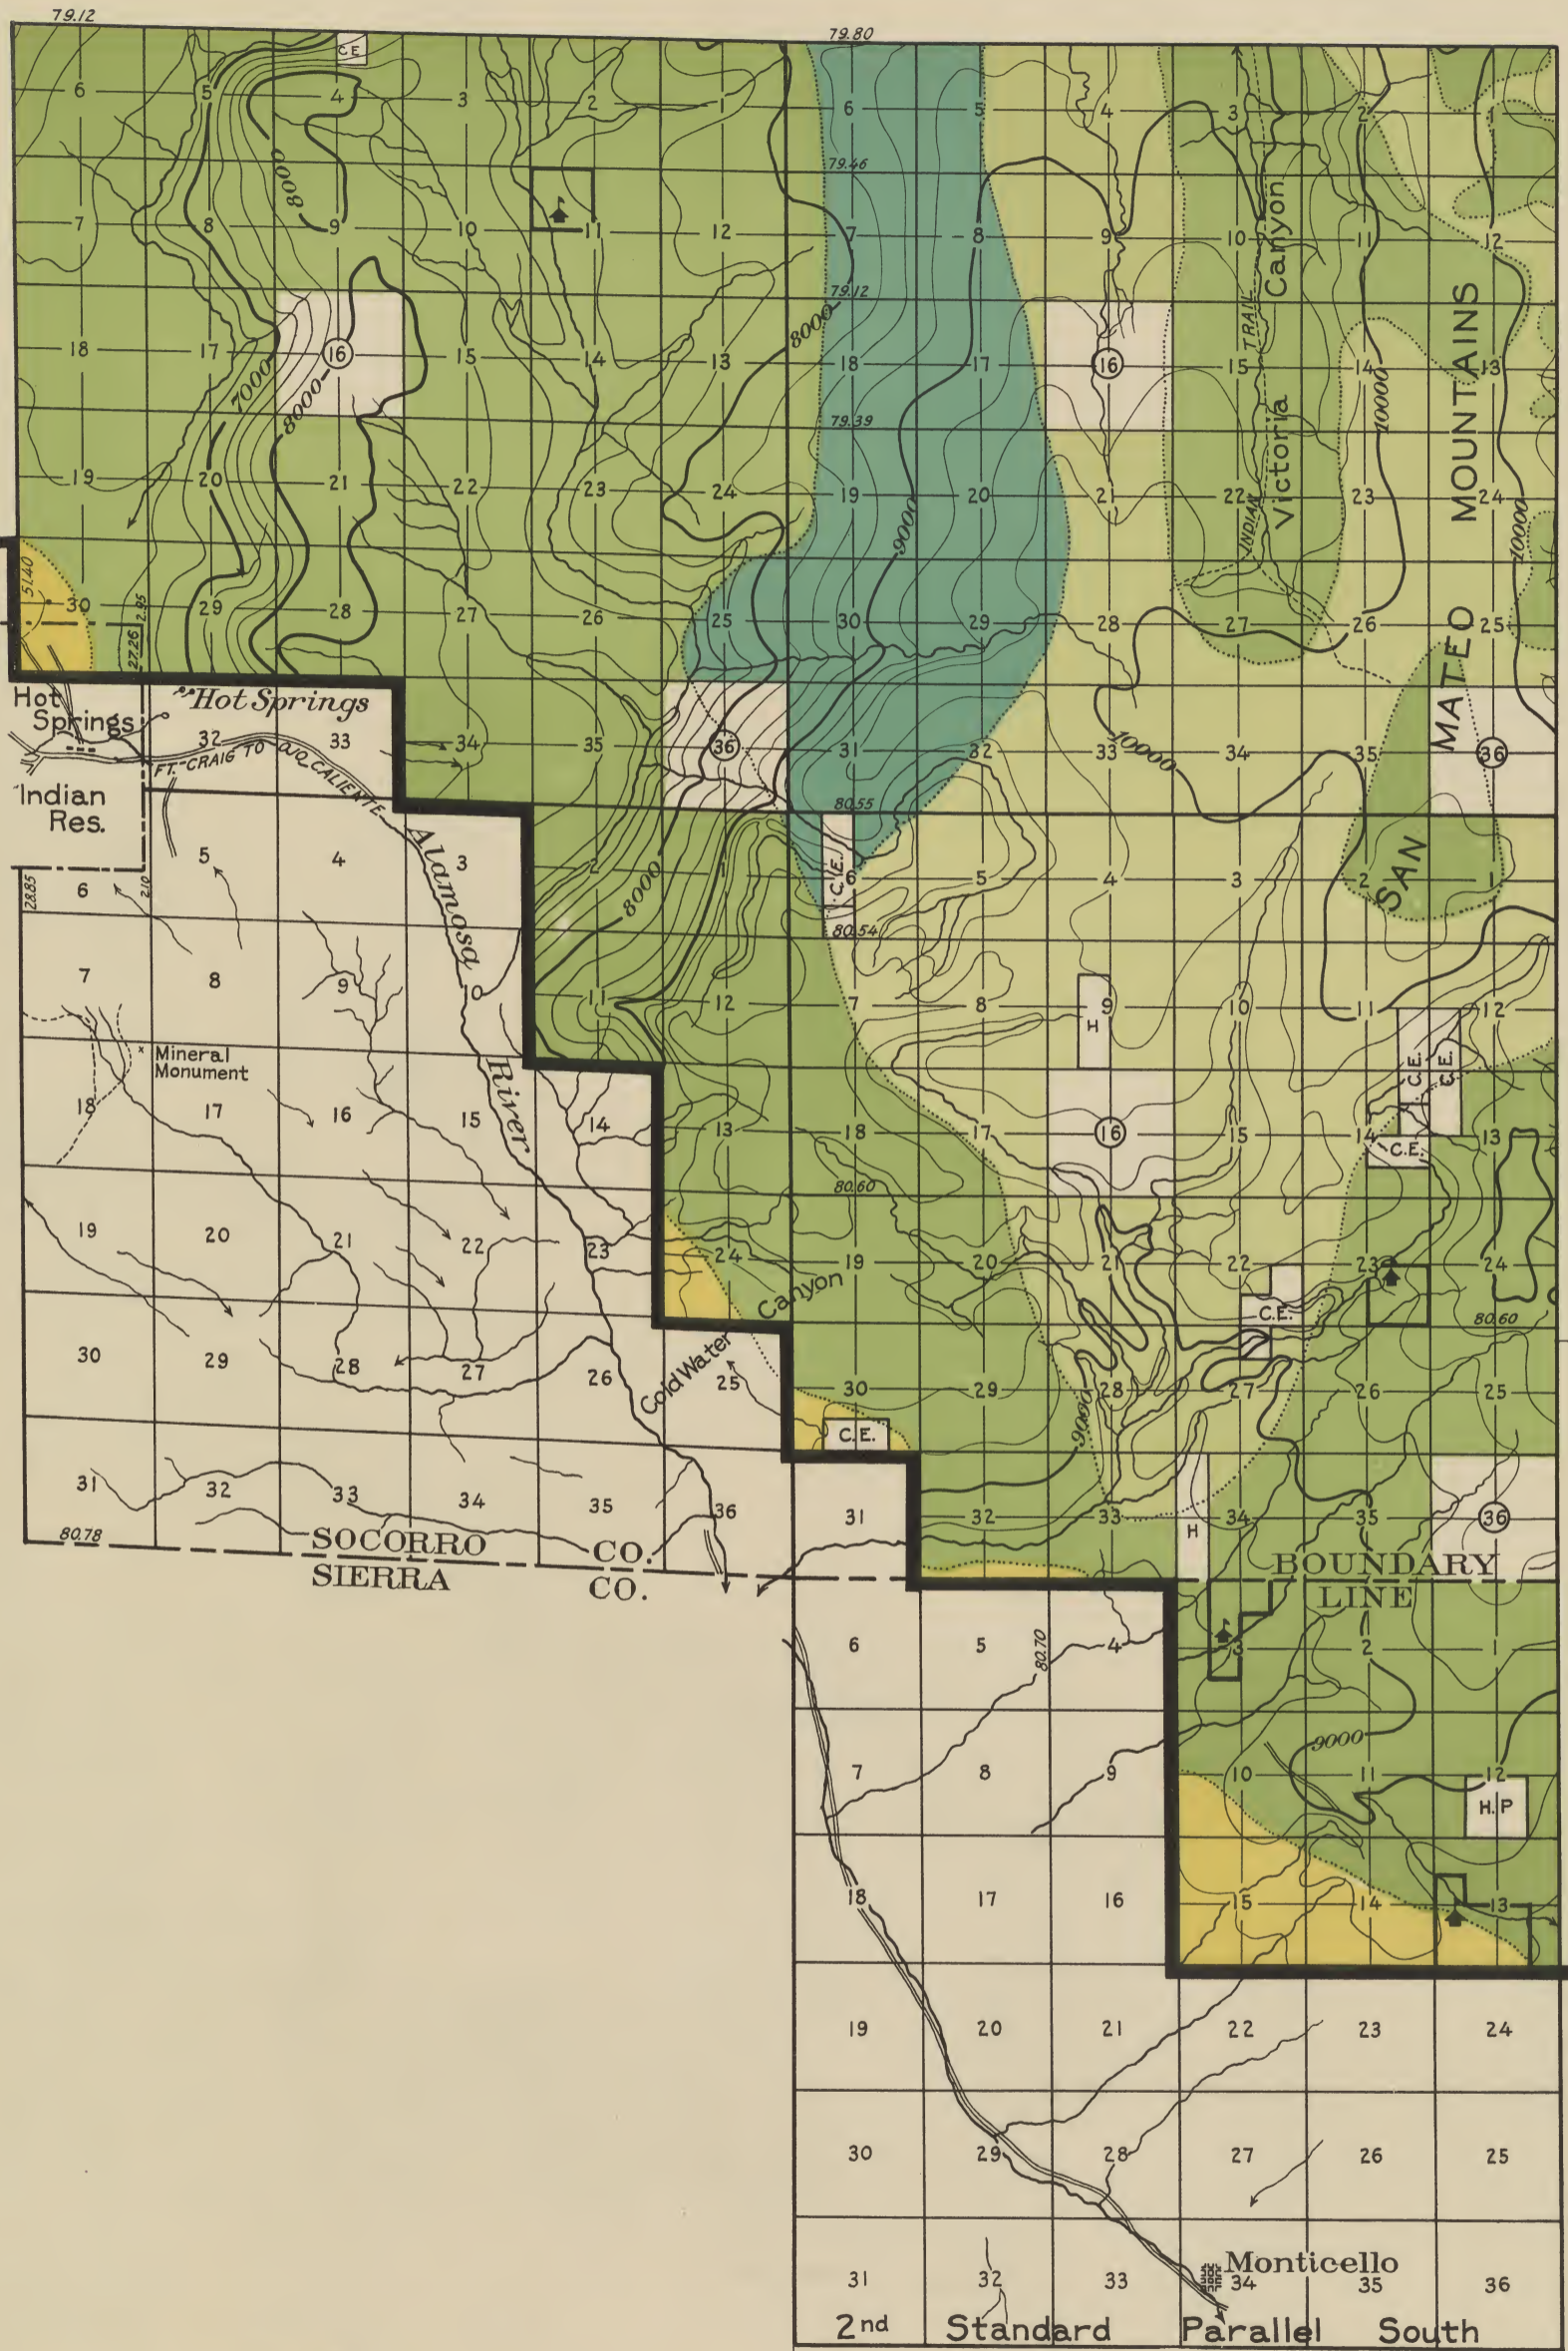 79.12
79.80
C.E.
6 5 4 3 2 1 6 5 4 3 2 1
79.46
8000
7 8 9 10 11 12 7 8 9 10 11 12
Canyon
79.12
8000
TRAIL
MOUNTAINS
18 17 16 15 14 13 18 17 16 15 14 13
7000
8000
10000
79.39
Victoria
19 20 21 22 23 24 19 20 21 22 23 24
INDIAN
9000
10000
51.40
30 29 28 27 26 25 30 29 28 27 26 25
2.95
27.26
MATEO
Hot
Springs
Hot Springs
32 33 34 35 36 31 32 33 34 35 36
FT. CRAIG TO OJO CALIENTE
10000
Indian
Res.
80.55
Alamosa
River
5 4 3 2 1 6 5 4 3 2 1
C.E.
SAN
8000
28.85
6
2.10
80.54
7 8 9 11 12 7 8 9 10 11 12
H
Mineral
Monument
C.E.
C.E.
18 17 16 15 14 13 18 17 16 15 14 13
C.E.
80.60
19 20 21 22 23 24 19 20 21 22 23 24
Cold Water Canyon
C.E.
80.60
30 29 28 27 26 25 30 29 28 27 26 25
9000
C.E.
31 32 33 34 35 36 31 32 33 34 35 36
H
80.78
SOCORRO CO.
SIERRA CO.
BOUNDARY
LINE
6 5 4 3 2 1
80.70
9000
7 8 9 10 11 12
H.P
18 17 16 15 14 13
19 20 21 22 23 24
30 29 28 27 26 25
Monticello
31 32 33 34 35 36
2nd Standard Parallel South